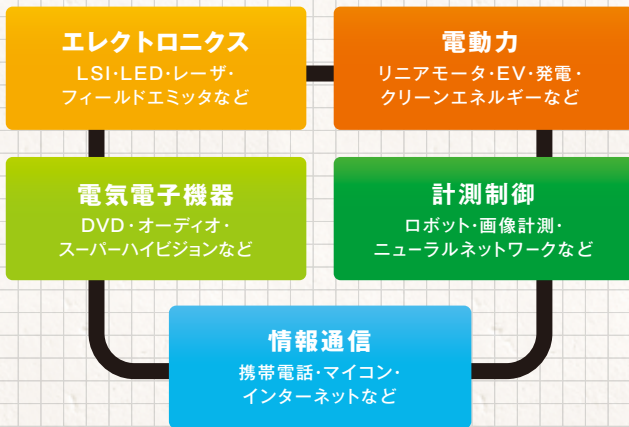 エレクトロニクス
LSI・LED・レーザ・
フィールドエミッタなど
電動力
リニアモータ・EV・発電・
クリーンエネルギーなど
電気電子機器
DVD・オーディオ・
スーパーハイビジョンなど
計測制御
ロボット・画像計測・
ニューラルネットワークなど
情報通信
携帯電話・マイコン・
インターネットなど